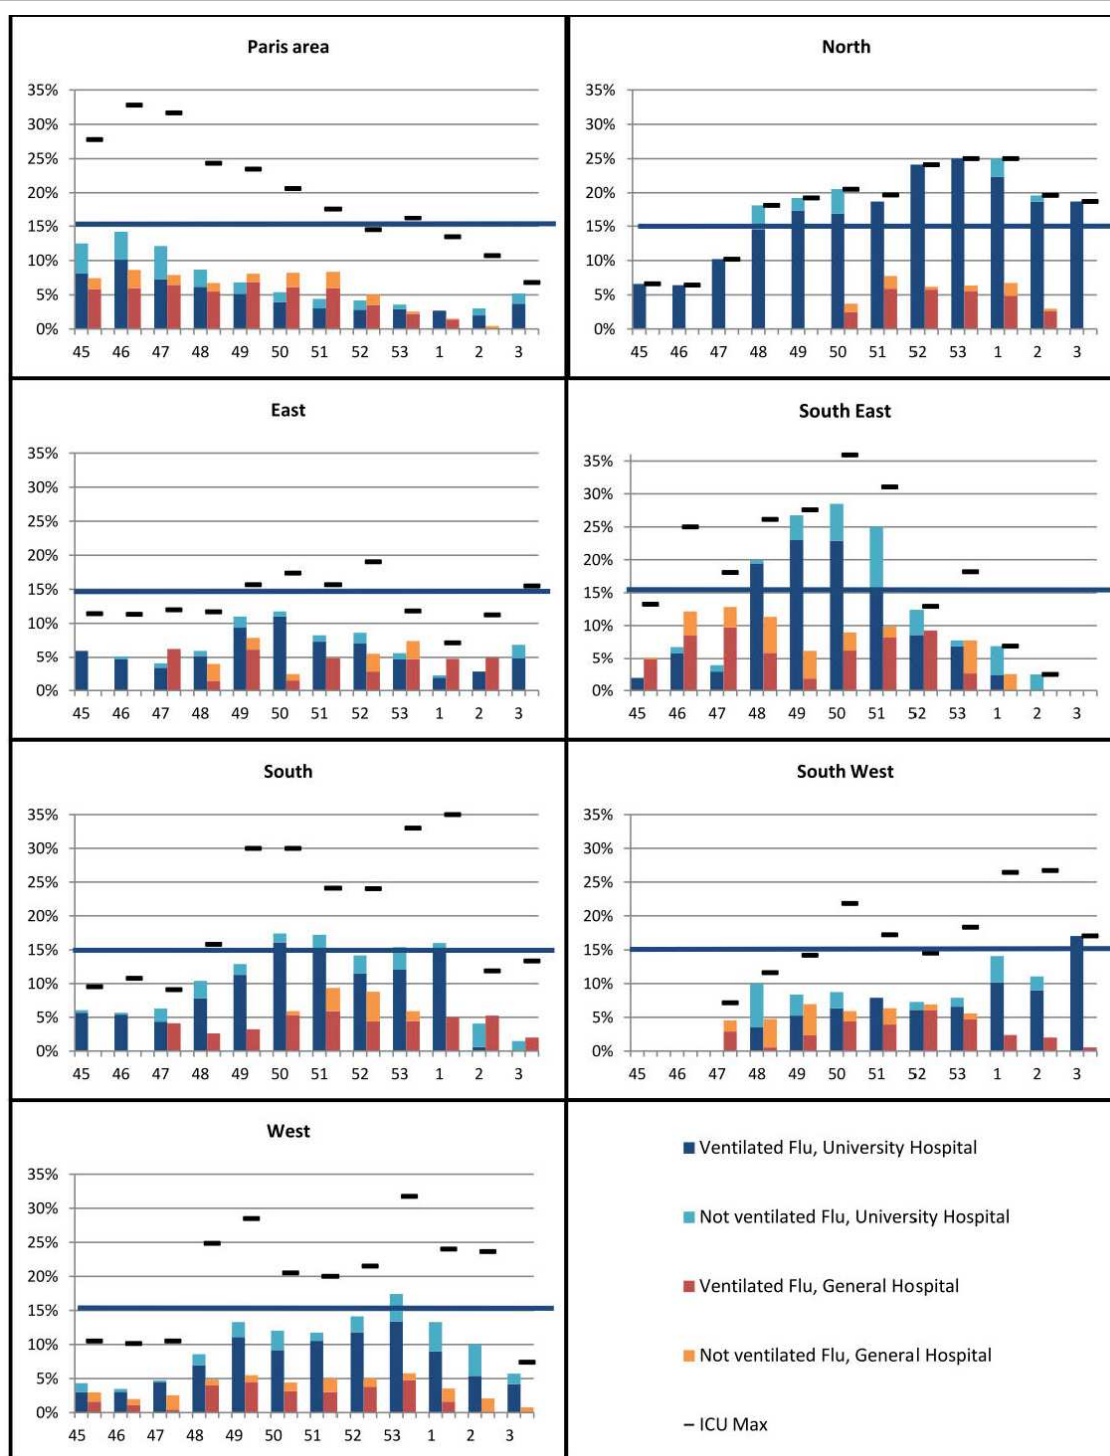 Paris area
35%
30%
25%
20%
15%
10%
5%
0%
45 46 47 48 49 50 51 52 53 1 2 3
North
35%
30%
25%
20%
15%
10%
5%
0%
45 46 47 48 49 50 51 52 53 1 2 3
East
35%
30%
25%
20%
15%
10%
5%
0%
45 46 47 48 49 50 51 52 53 1 2 3
South East
35%
30%
25%
20%
15%
10%
5%
0%
45 46 47 48 49 50 51 52 53 1 2 3
South
35%
30%
25%
20%
15%
10%
5%
0%
45 46 47 48 49 50 51 52 53 1 2 3
South West
35%
30%
25%
20%
15%
10%
5%
0%
45 46 47 48 49 50 51 52 53 1 2 3
West
35%
30%
25%
20%
15%
10%
5%
0%
45 46 47 48 49 50 51 52 53 1 2 3
Ventilated Flu, University Hospital
Not ventilated Flu, University Hospital
Ventilated Flu, General Hospital
Not ventilated Flu, General Hospital
ICU Max